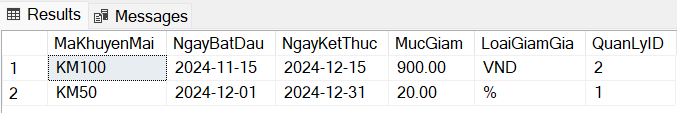 Results Messages
MaKhuyenMai NgayBatDau NgayKetThuc MucGiam LoaiGiamGia QuanLyID
1 KM100 2024-11-15 2024-12-15 900.00 VND 2
2 KM50 2024-12-01 2024-12-31 20.00 % 1